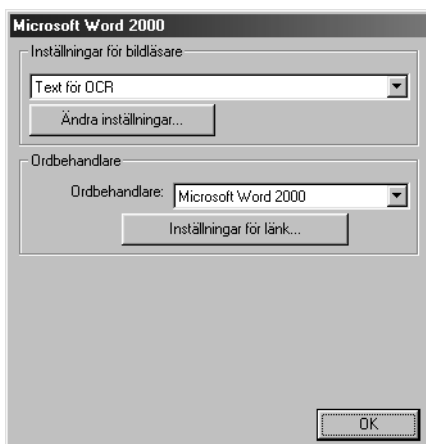 Microsoft Word 2000
Inställningar för bildläsare
Text för OCR
Ändra inställningar...
Ordbehandlare
Ordbehandlare: Microsoft Word 2000
Inställningar för länk...
OK